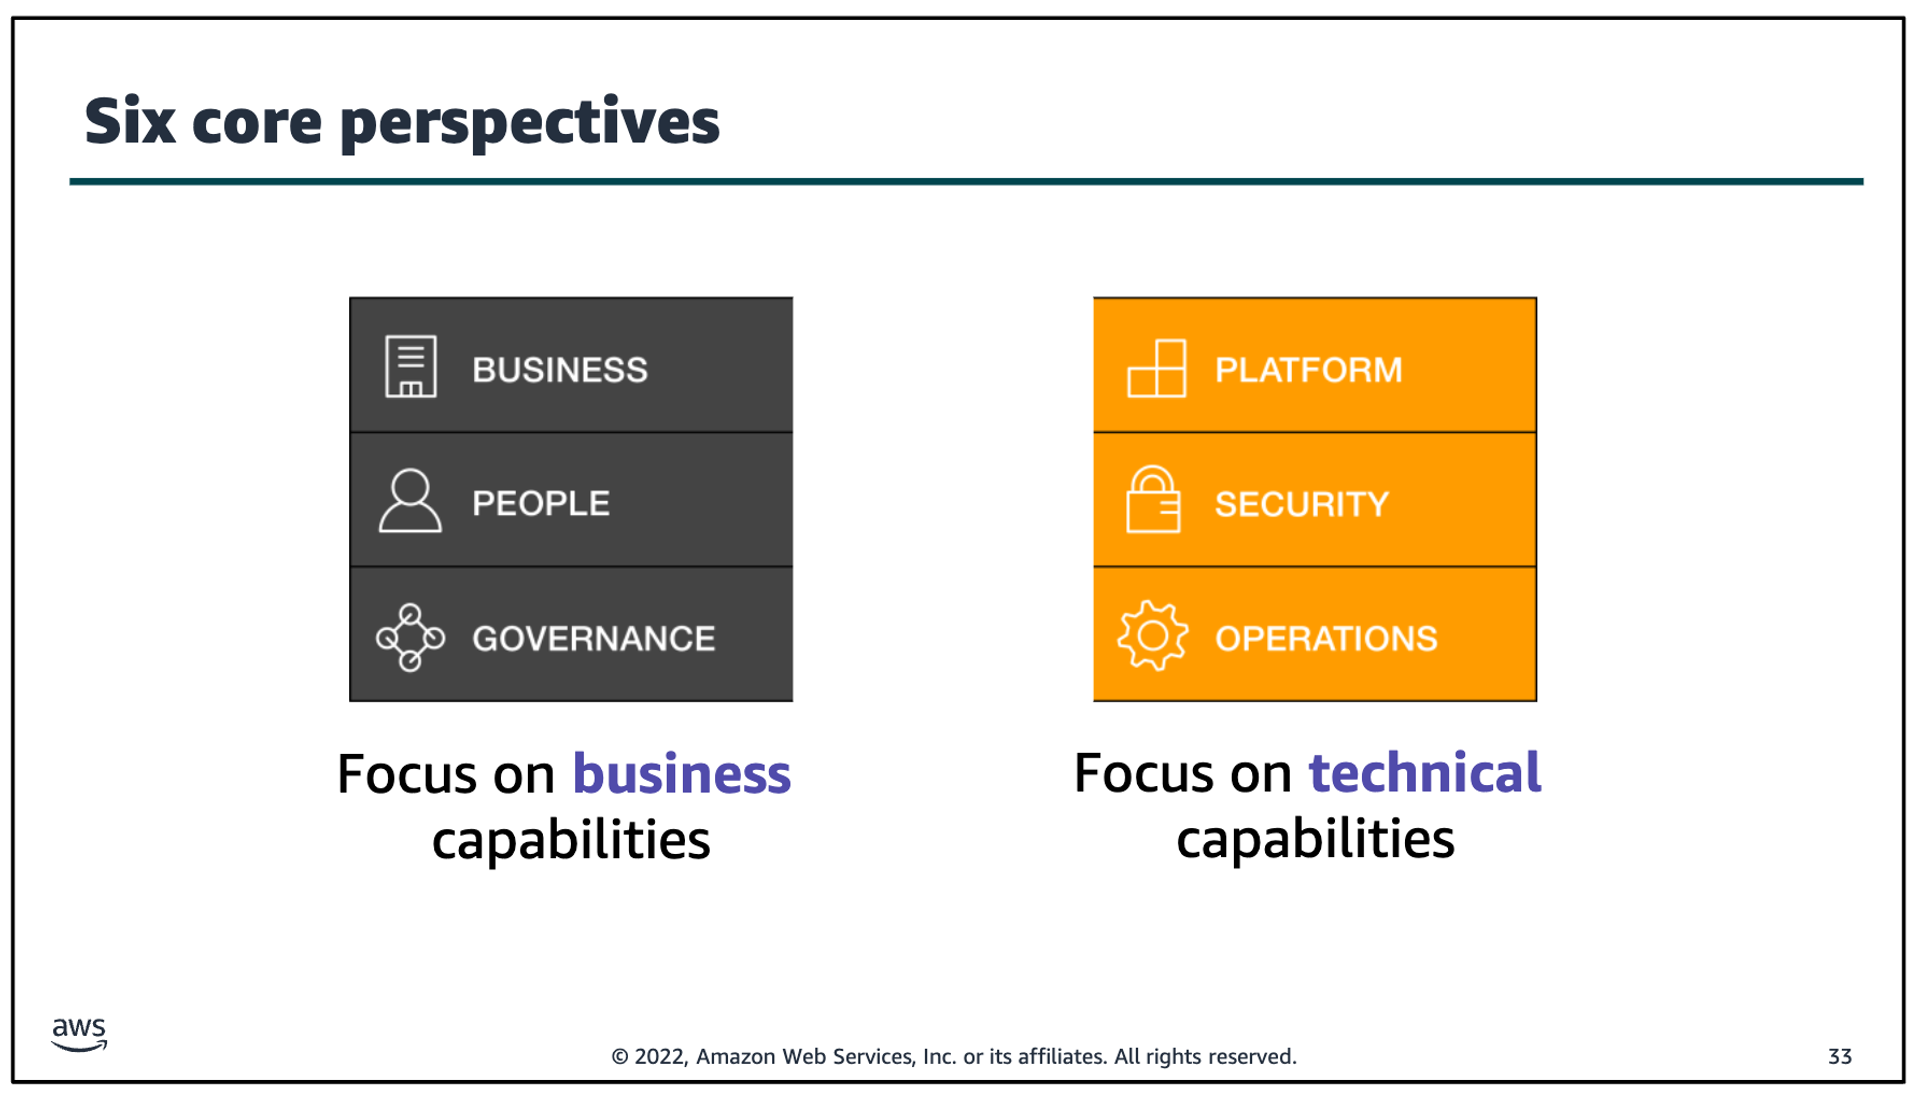 Six core perspectives
BUSINESS
PEOPLE
GOVERNANCE
Focus on business
capabilities
PLATFORM
SECURITY
OPERATIONS
Focus on technical
capabilities
aws
© 2022, Amazon Web Services, Inc. or its affiliates. All rights reserved.
33